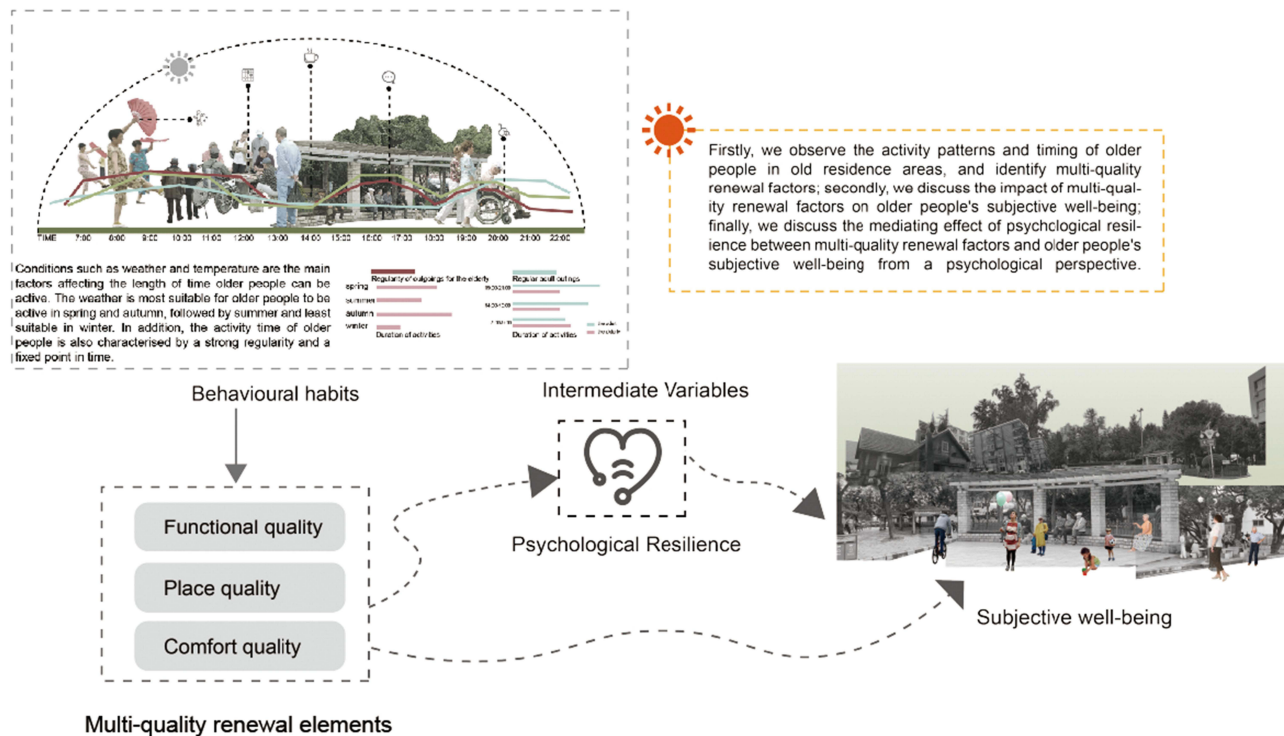 TIME 7:00 8:00 9:00 10:00 11:00 12:00 13:00 14:00 15:00 16:00 17:00 18:00 19:00 20:00 21:00 22:00
Conditions such as weather and temperature are the main
factors affecting the length of time older people can be
active. The weather is most suitable for older people to be
active in spring and autumn, followed by summer and least
suitable in winter. In addition, the activity time of older
people is also characterised by a strong regularity and a
fixed point in time.
Regularity of outgoings for the elderly
spring
summer
autumn
winter
Duration of activities
Regular adult outings
Duration of activities
Firstly, we observe the activity patterns and timing of older
people in old residence areas, and identify multi-quality
renewal factors; secondly, we discuss the impact of multi-qual-
ity renewal factors on older people's subjective well-being;
finally, we discuss the mediating effect of psychclogical resil-
ience between multi-quality renewal factors and older people's
subjective well-being from a psychological perspective.
Behavioural habits
Intermediate Variables
Functional quality
Place quality
Comfort quality
Psychological Resilience
Subjective well-being
Multi-quality renewal elements